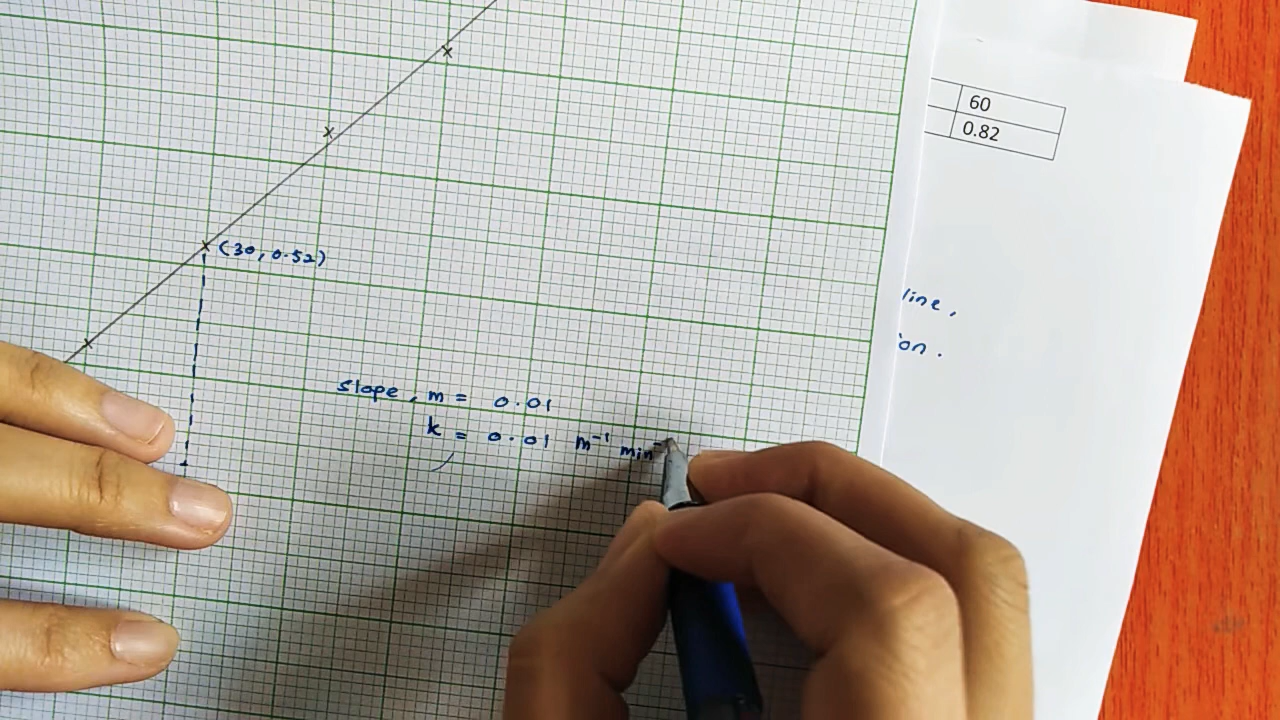 60
0.82
(30, 0.52)
line,
on.
slope, m = 0.01
k = 0.01 m⁻¹ min⁻